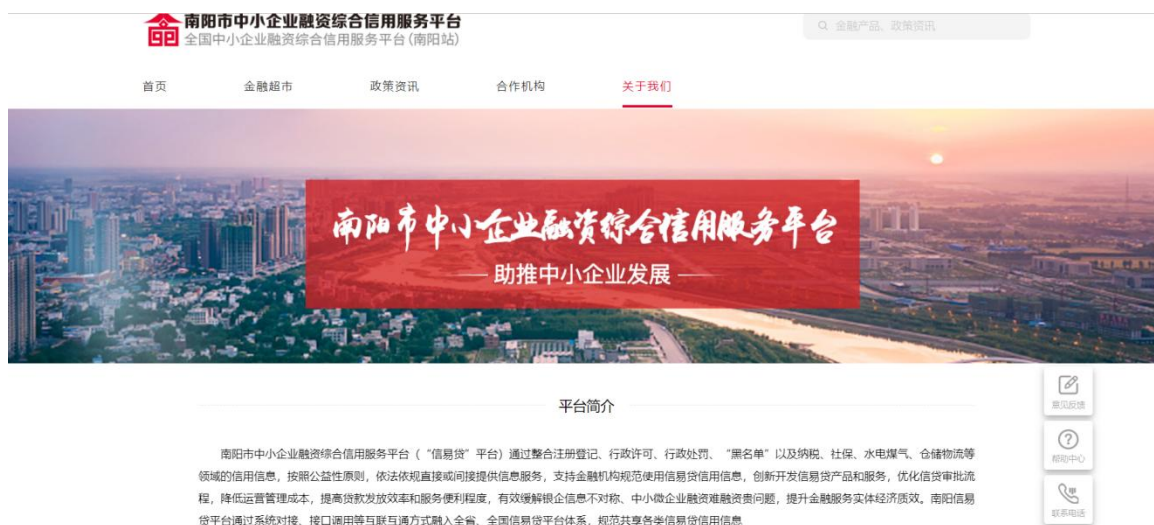 南阳市中小企业融资综合信用服务平台
全国中小企业融资综合信用服务平台(南阳站)
金融产品、政策资讯
首页 金融超市 政策资讯 合作机构 关于我们
南阳市中小企业融资综合信用服务平台
助推中小企业发展
平台简介
南阳市中小企业融资综合信用服务平台(“信易贷”平台)通过整合注册登记、行政许可、行政处罚、“黑名单”以及纳税、社保、水电煤气、仓储物流等
领域的信用信息,按照公益性原则,依法依规直接或间接提供信息服务,支持金融机构规范使用信易贷信用信息,创新开发信易贷产品和服务,优化信贷审批流
程,降低运营管理成本,提高贷款发放效率和服务便利程度,有效缓解银企信息不对称、中小微企业融资难融资贵问题,提升金融服务实体经济质效。南阳信易
贷平台通过系统对接、接口调用等互联互通方式融入全省、全国信易贷平台体系,规范共享各类信易贷信用信息
意见反馈
帮助中心
联系电话